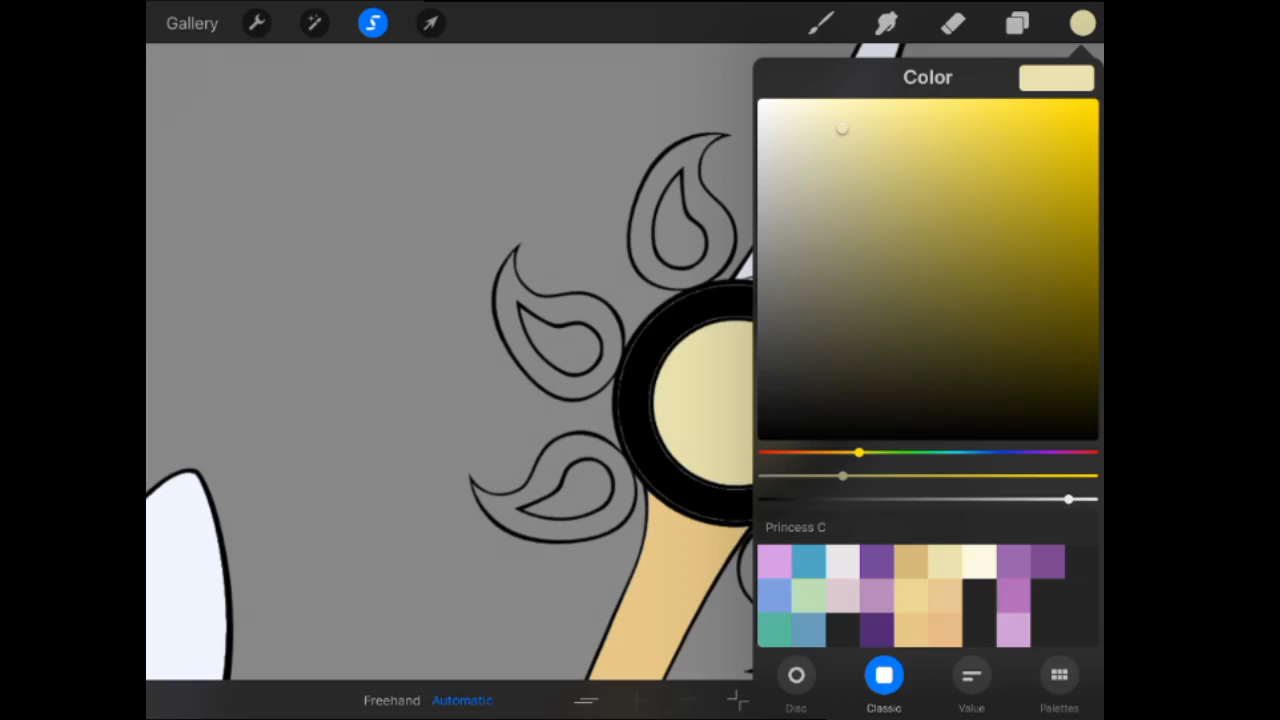 Gallery
Color
Princess C
Disc
Classic
Value
Palettes
Freehand
Automatic